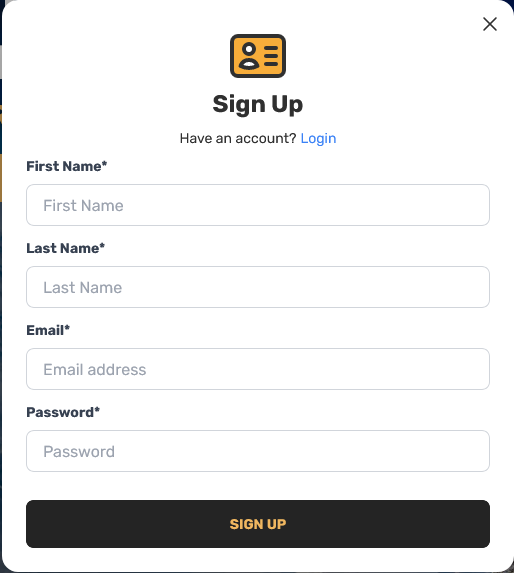 Sign Up
Have an account? Login
First Name*
First Name
Last Name*
Last Name
Email*
Email address
Password*
Password
SIGN UP